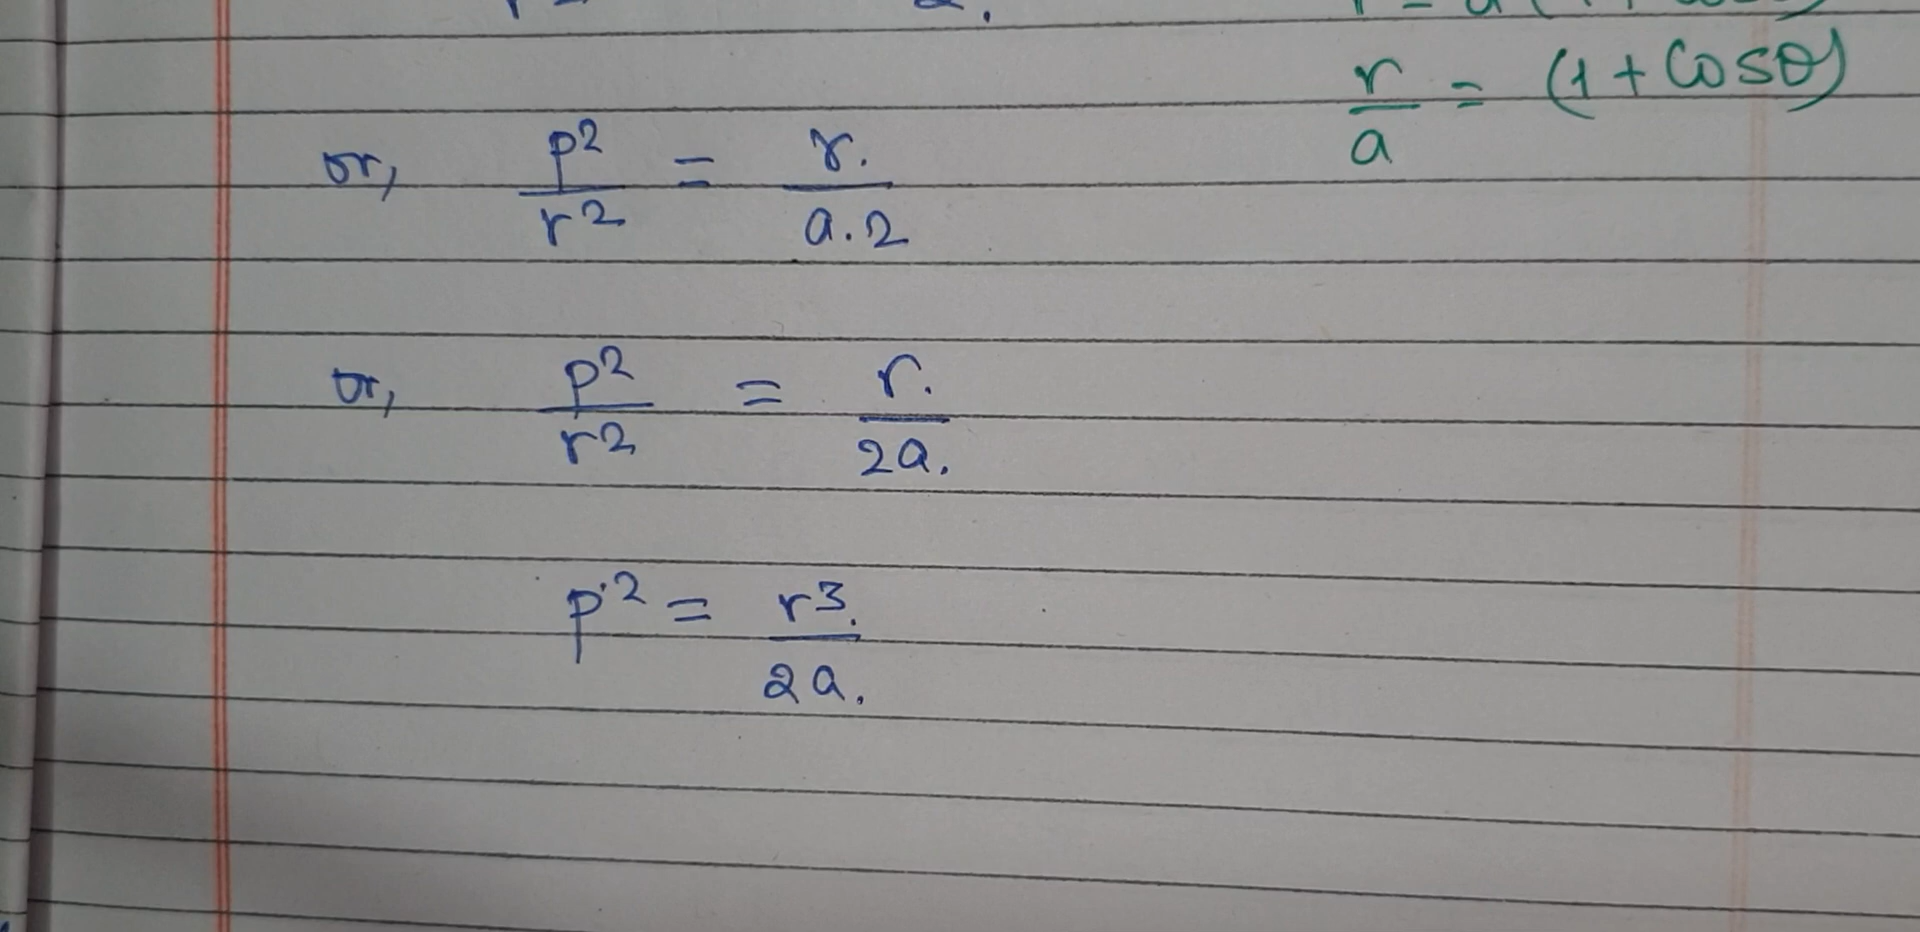 r/a = (1 + Cosθ)
or, p²/r² = r./a.2
or, p²/r² = r./2a.
p² = r³./2a.